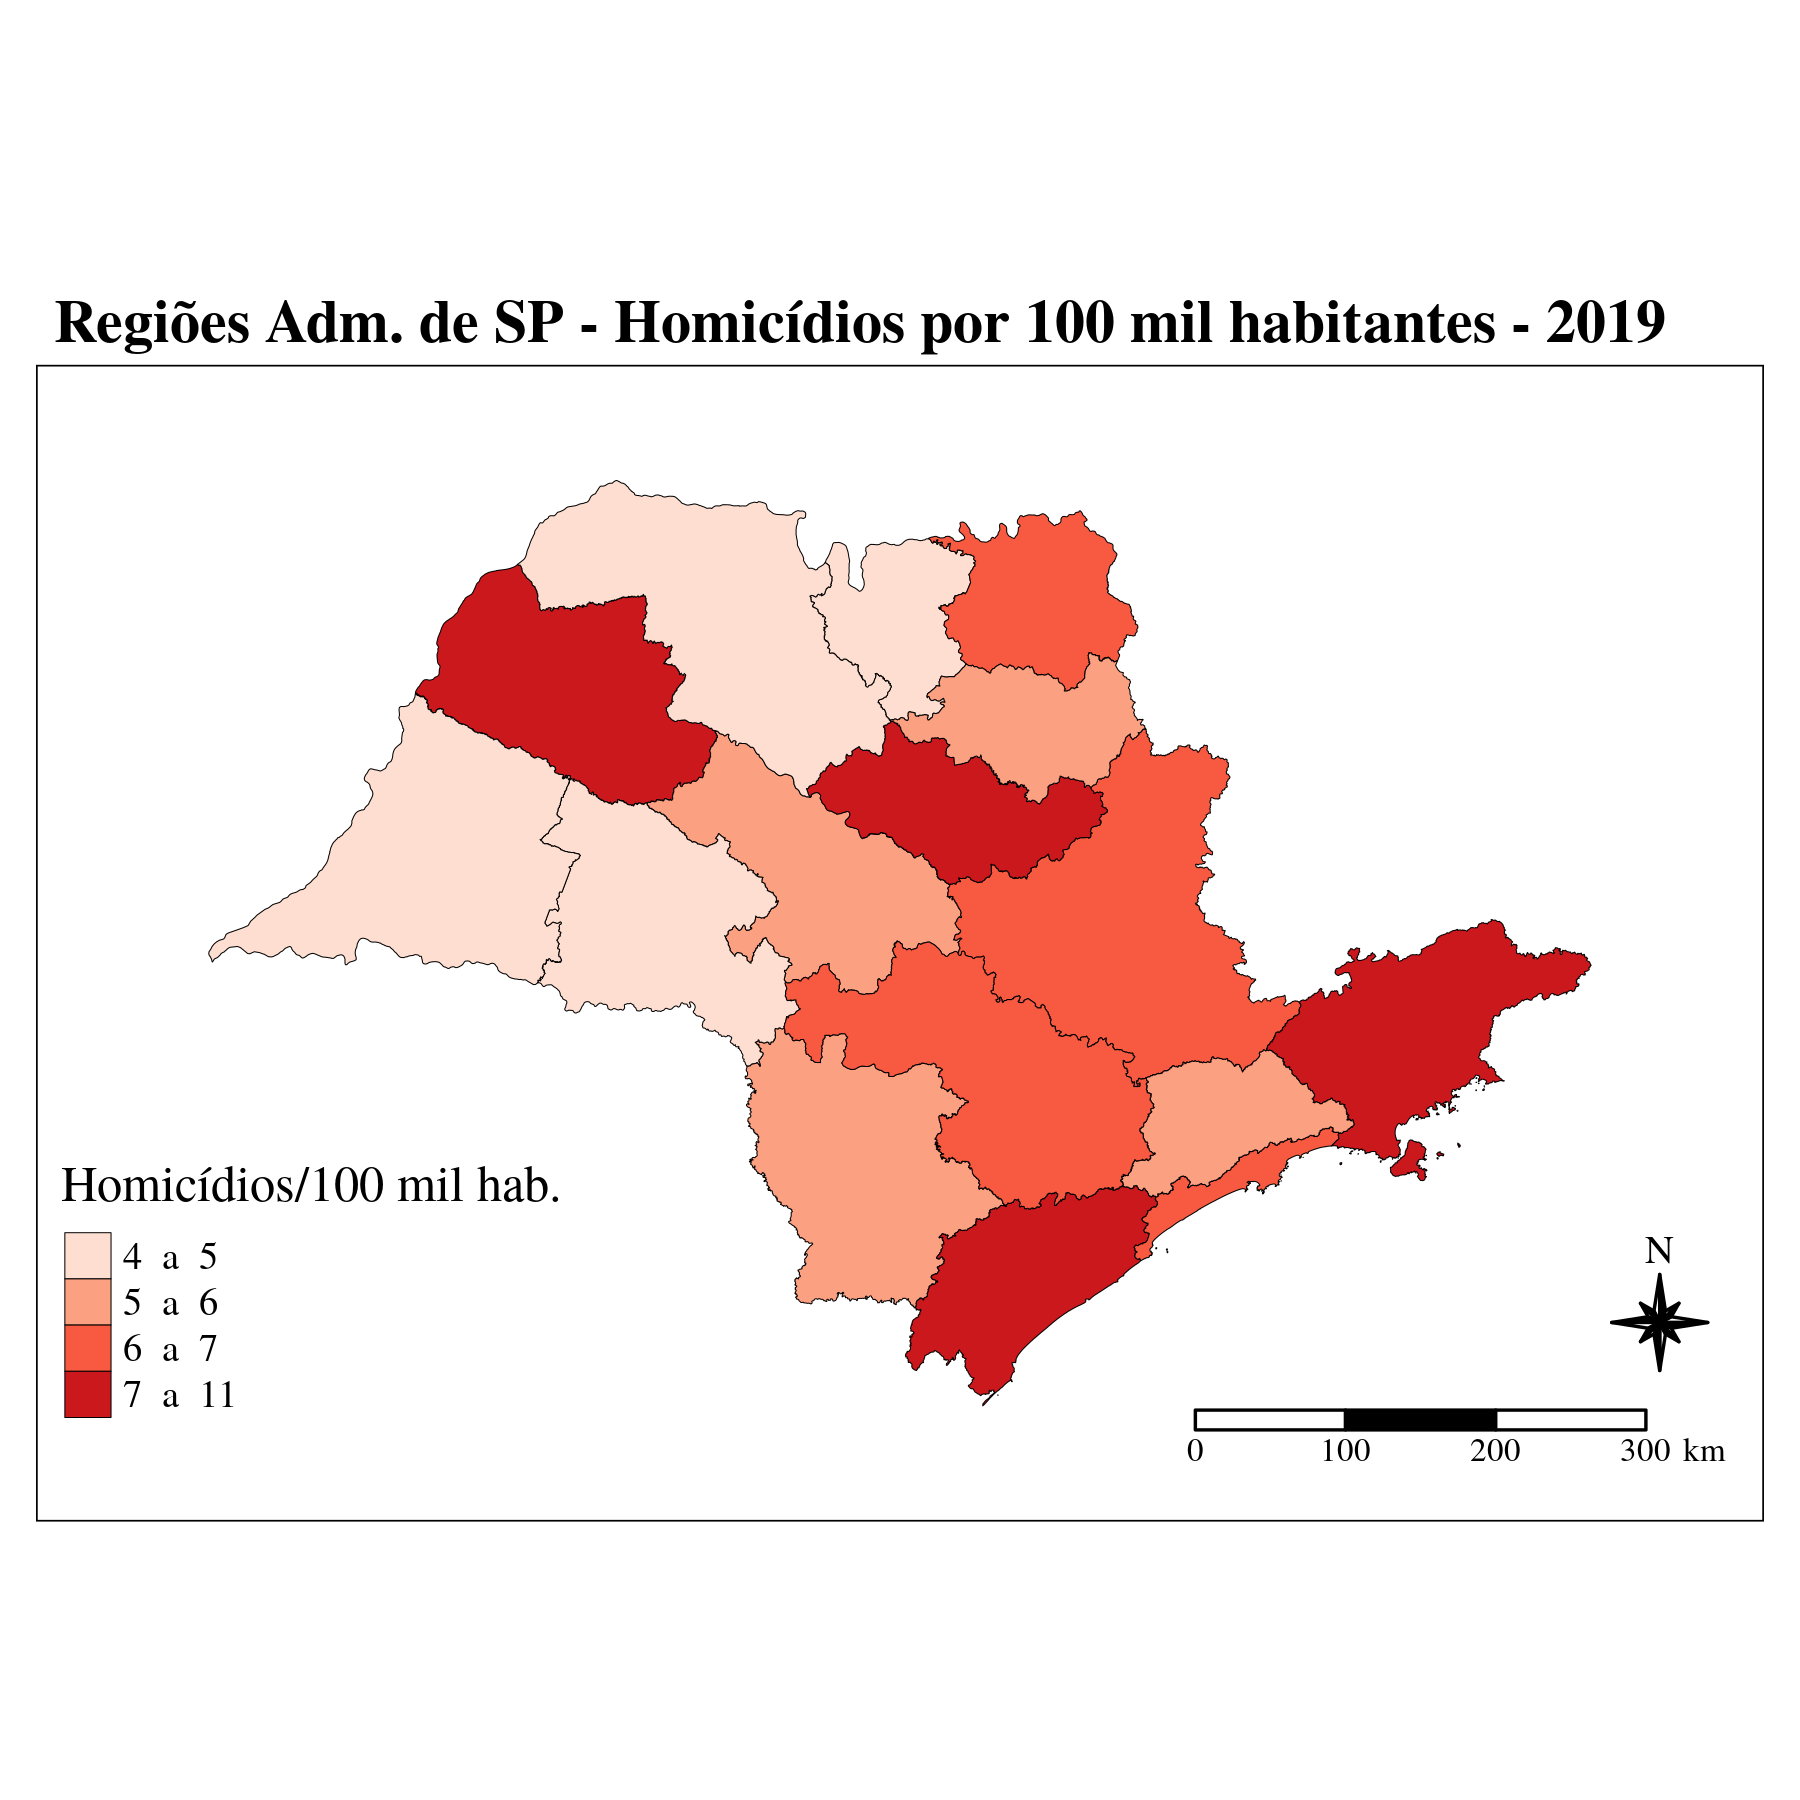 Regiões Adm. de SP - Homicídios por 100 mil habitantes - 2019
Homicídios/100 mil hab.
4 a 5
5 a 6
6 a 7
7 a 11
N
0 100 200 300 km